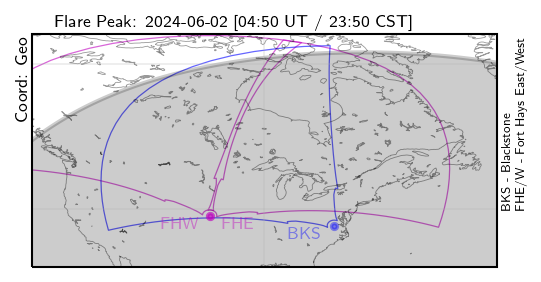 Flare Peak: 2024-06-02 [04:50 UT / 23:50 CST]
Coord: Geo
FHW
FHE
BKS
BKS - Blackstone
FHE/W - Fort Hays East/West